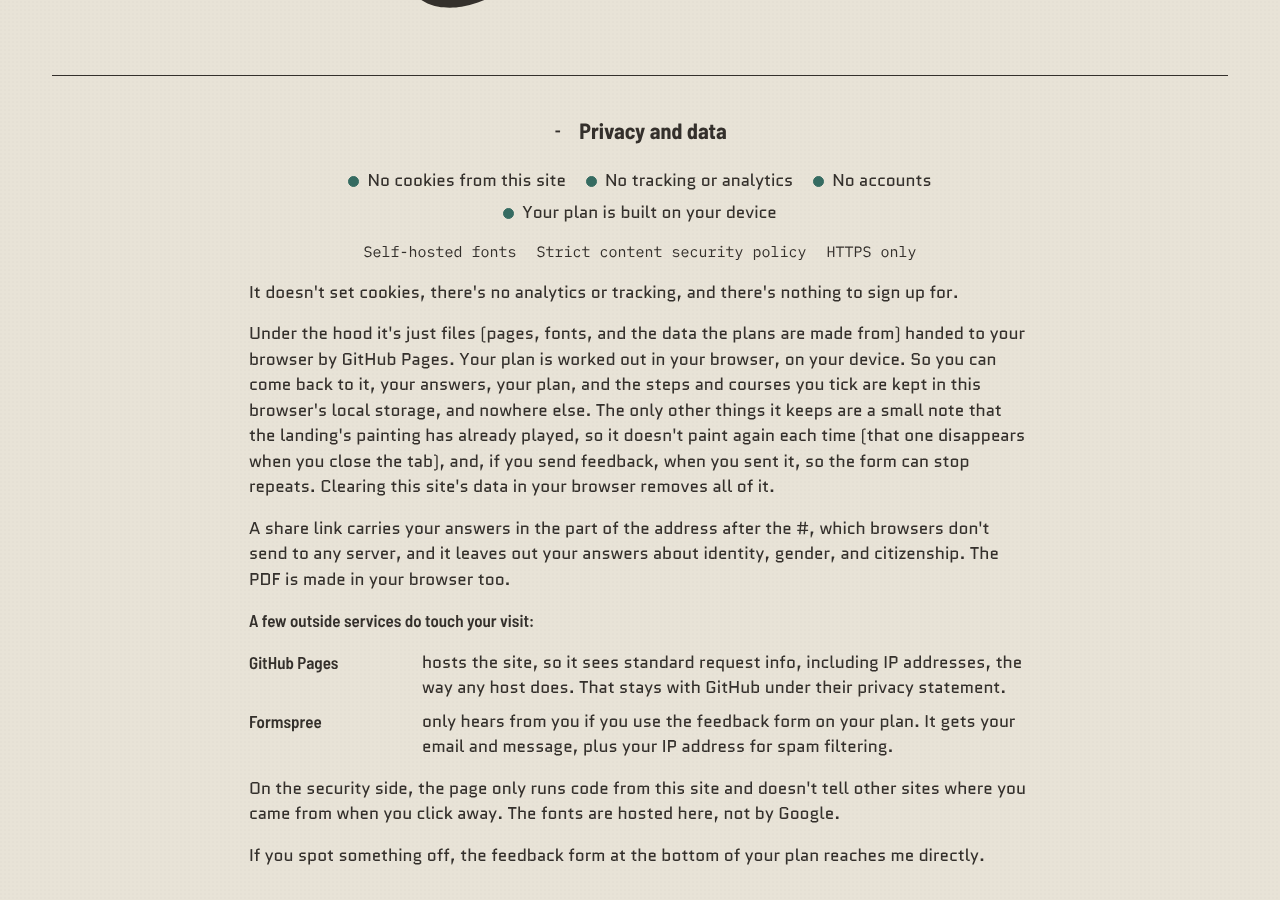 - Privacy and data
No cookies from this site No tracking or analytics No accounts
Your plan is built on your device
Self-hosted fonts Strict content security policy HTTPS only
It doesn't set cookies, there's no analytics or tracking, and there's nothing to sign up for.
Under the hood it's just files (pages, fonts, and the data the plans are made from) handed to your
browser by GitHub Pages. Your plan is worked out in your browser, on your device. So you can
come back to it, your answers, your plan, and the steps and courses you tick are kept in this
browser's local storage, and nowhere else. The only other things it keeps are a small note that
the landing's painting has already played, so it doesn't paint again each time (that one disappears
when you close the tab), and, if you send feedback, when you sent it, so the form can stop
repeats. Clearing this site's data in your browser removes all of it.
A share link carries your answers in the part of the address after the #, which browsers don't
send to any server, and it leaves out your answers about identity, gender, and citizenship. The
PDF is made in your browser too.
A few outside services do touch your visit:
GitHub Pages hosts the site, so it sees standard request info, including IP addresses, the
way any host does. That stays with GitHub under their privacy statement.
Formspree only hears from you if you use the feedback form on your plan. It gets your
email and message, plus your IP address for spam filtering.
On the security side, the page only runs code from this site and doesn't tell other sites where you
came from when you click away. The fonts are hosted here, not by Google.
If you spot something off, the feedback form at the bottom of your plan reaches me directly.